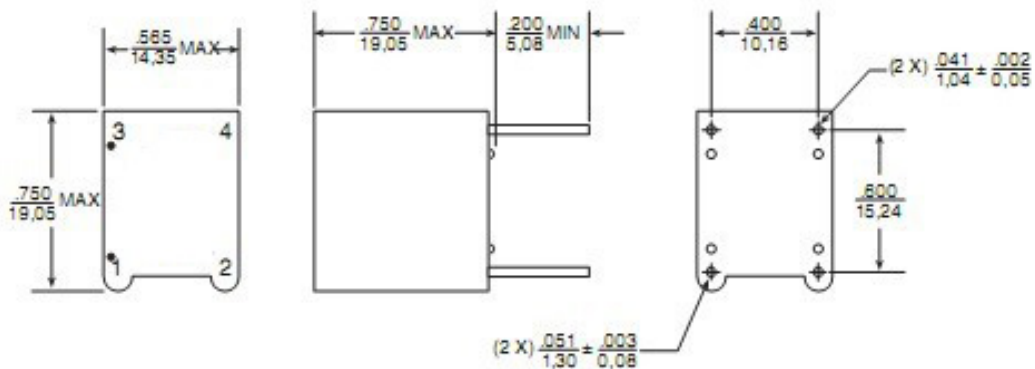 .565
14,35 MAX
.750
19,05 MAX
.200
5,08 MIN
.400
10,16
(2 X) .041 ± .002
1,04 0,05
3 4
.750
19,05 MAX
.600
15,24
1 2
(2 X) .051 ± .003
1,30 0,08